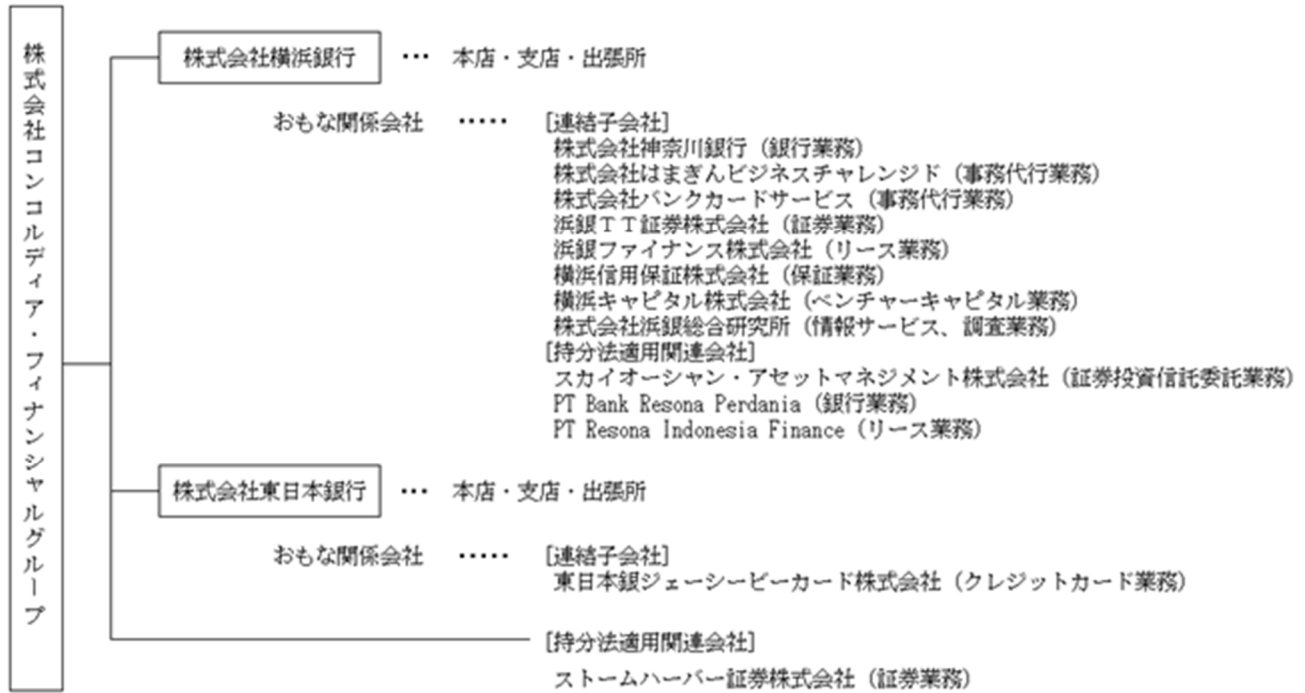 株式会社コンコルディア・フィナンシャルグループ
株式会社横浜銀行 … 本店・支店・出張所
おもな関係会社 ‥‥‥ [連結子会社]
株式会社神奈川銀行（銀行業務）
株式会社はまぎんビジネスチャレンジド（事務代行業務）
株式会社バンクカードサービス（事務代行業務）
浜銀ＴＴ証券株式会社（証券業務）
浜銀ファイナンス株式会社（リース業務）
横浜信用保証株式会社（保証業務）
横浜キャピタル株式会社（ベンチャーキャピタル業務）
株式会社浜銀総合研究所（情報サービス、調査業務）
[持分法適用関連会社]
スカイオーシャン・アセットマネジメント株式会社（証券投資信託委託業務）
PT Bank Resona Perdania（銀行業務）
PT Resona Indonesia Finance（リース業務）
株式会社東日本銀行 … 本店・支店・出張所
おもな関係会社 ‥‥‥ [連結子会社]
東日本銀ジェーシービーカード株式会社（クレジットカード業務）
[持分法適用関連会社]
ストームハーバー証券株式会社（証券業務）